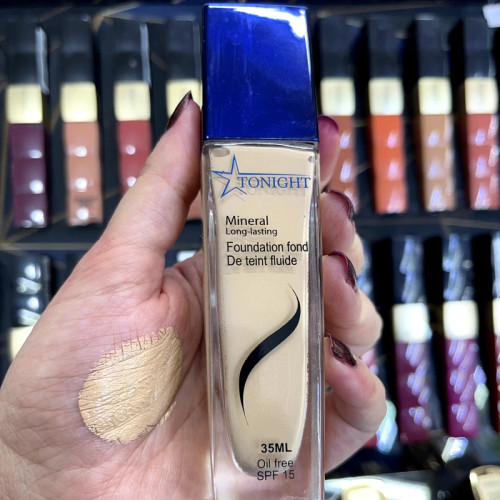 TONIGHT
Mineral
Long-lasting
Foundation fond
De teint fluide
35ML
Oil free
SPF 15